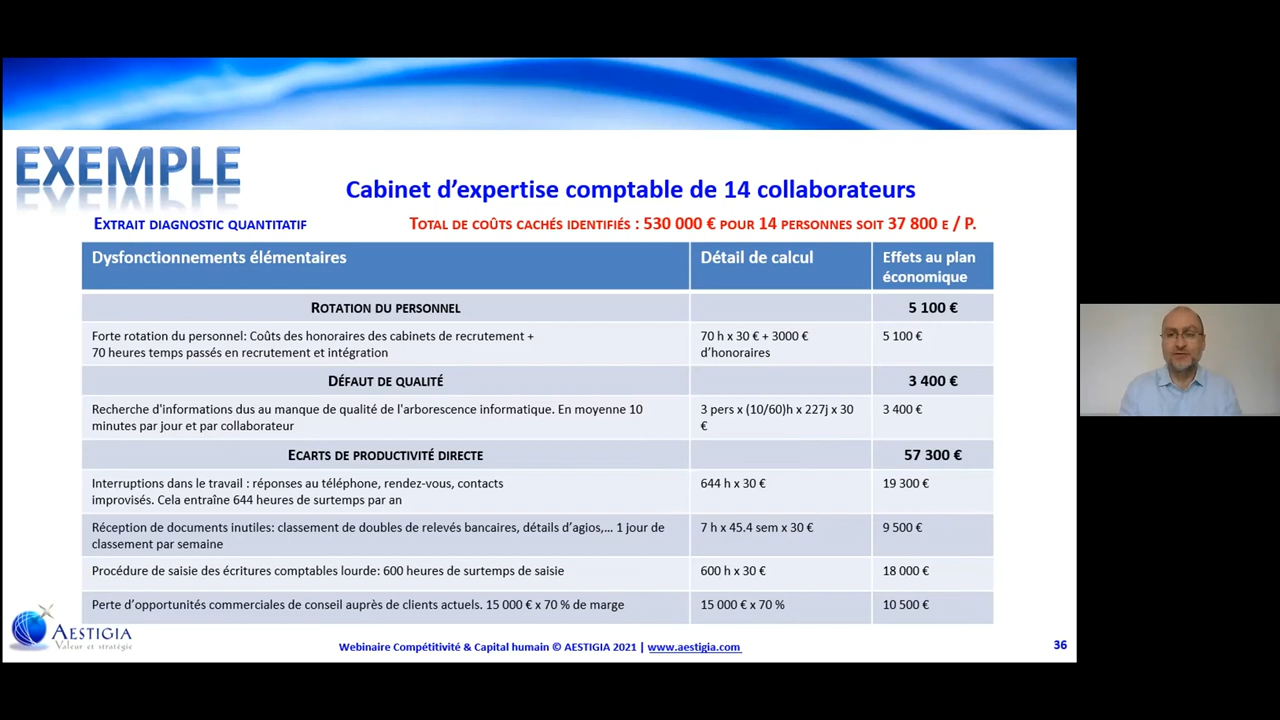 EXEMPLE
Cabinet d'expertise comptable de 14 collaborateurs
EXTRAIT DIAGNOSTIC QUANTITATIF
TOTAL DE COÛTS CACHÉS IDENTIFIÉS : 530 000 € POUR 14 PERSONNES SOIT 37 800 E / P.
Dysfonctionnements élémentaires
Détail de calcul
Effets au plan
économique
ROTATION DU PERSONNEL
5 100 €
Forte rotation du personnel: Coûts des honoraires des cabinets de recrutement +
70 heures temps passés en recrutement et intégration
70 h x 30 € + 3000 €
d'honoraires
5 100 €
DÉFAUT DE QUALITÉ
3 400 €
Recherche d'informations dus au manque de qualité de l'arborescence informatique. En moyenne 10
minutes par jour et par collaborateur
3 pers x (10/60)h x 227j x 30
€
3 400 €
ECARTS DE PRODUCTIVITÉ DIRECTE
57 300 €
Interruptions dans le travail : réponses au téléphone, rendez-vous, contacts
improvisés. Cela entraîne 644 heures de surtemps par an
644 h x 30 €
19 300 €
Réception de documents inutiles: classement de doubles de relevés bancaires, détails d'agios,... 1 jour de
classement par semaine
7 h x 45.4 sem x 30 €
9 500 €
Procédure de saisie des écritures comptables lourde: 600 heures de surtemps de saisie
600 h x 30 €
18 000 €
Perte d'opportunités commerciales de conseil auprès de clients actuels. 15 000 € x 70 % de marge
15 000 € x 70 %
10 500 €
AESTIGIA
Valeur et stratégie
Webinaire Compétitivité & Capital humain © AESTIGIA 2021 | www.aestigia.com
36